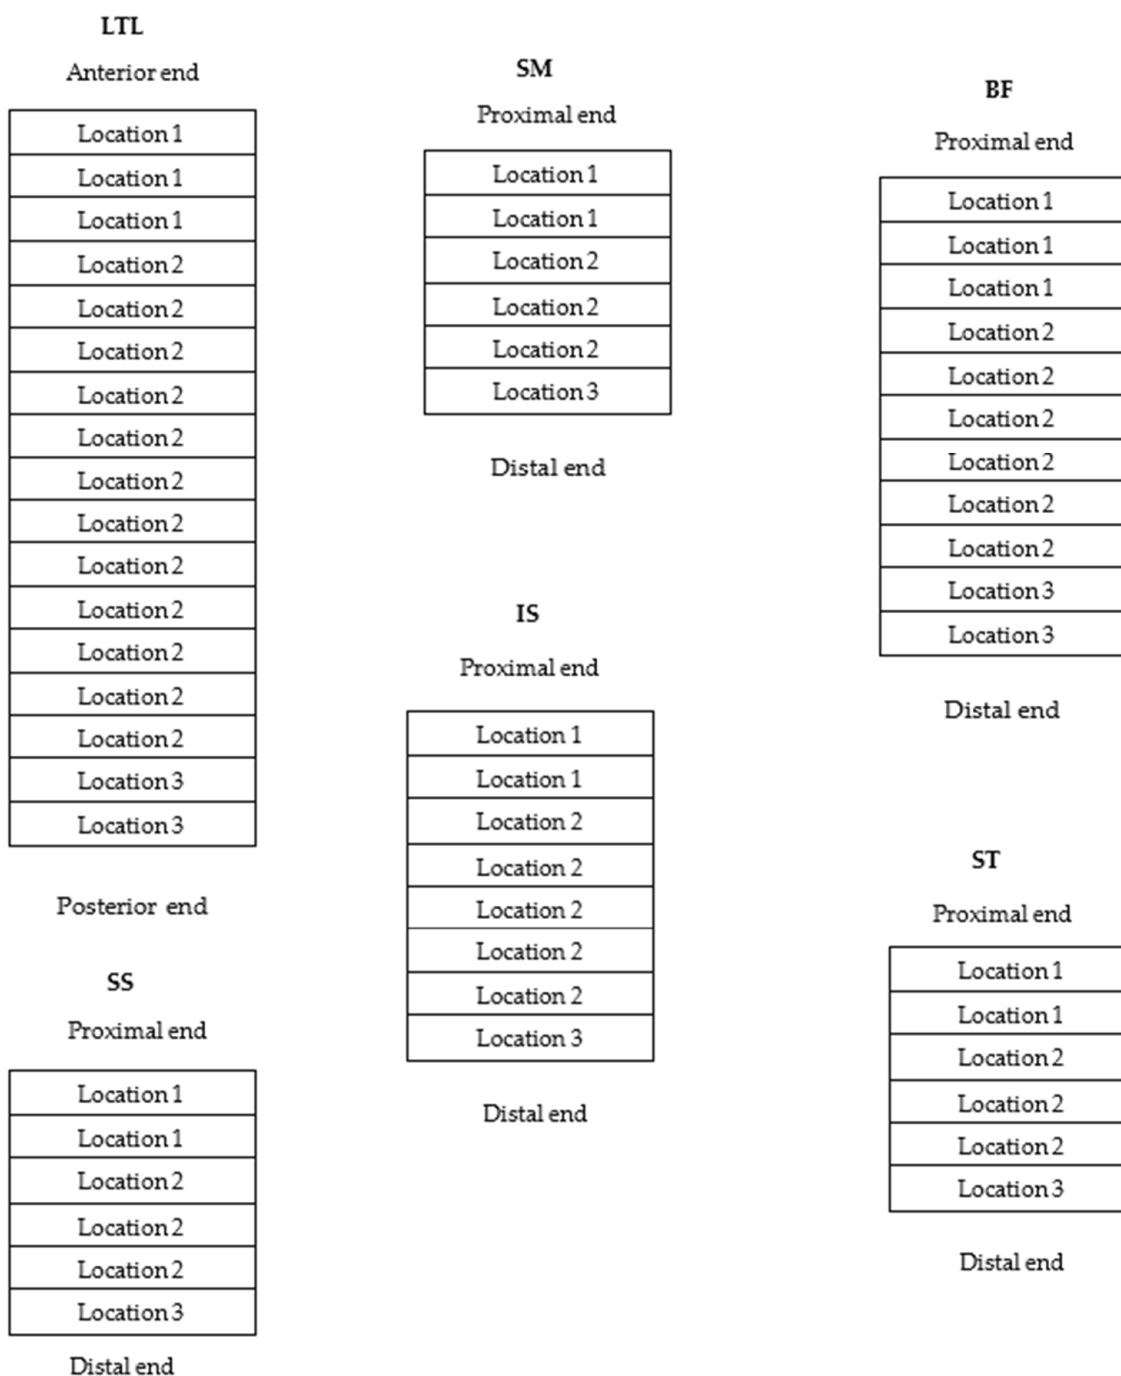 LTL
Anterior end
Location 1
Location 1
Location 1
Location 2
Location 2
Location 2
Location 2
Location 2
Location 2
Location 2
Location 2
Location 2
Location 2
Location 2
Location 2
Location 3
Location 3
Posterior end
SS
Proximal end
Location 1
Location 1
Location 2
Location 2
Location 2
Location 3
Distal end
SM
Proximal end
Location 1
Location 1
Location 2
Location 2
Location 2
Location 3
Distal end
IS
Proximal end
Location 1
Location 1
Location 2
Location 2
Location 2
Location 2
Location 2
Location 3
Distal end
BF
Proximal end
Location 1
Location 1
Location 1
Location 2
Location 2
Location 2
Location 2
Location 2
Location 2
Location 3
Location 3
Distal end
ST
Proximal end
Location 1
Location 1
Location 2
Location 2
Location 2
Location 3
Distal end